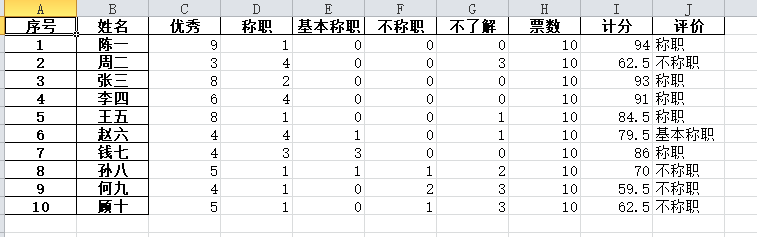 A B C D E F G H I J
序号 姓名 优秀 称职 基本称职 不称职 不了解 票数 计分 评价
1 陈一 9 1 0 0 0 10 94 称职
2 周二 3 4 0 0 3 10 62.5 不称职
3 张三 8 2 0 0 0 10 93 称职
4 李四 6 4 0 0 0 10 91 称职
5 王五 8 1 0 0 1 10 84.5 称职
6 赵六 4 4 1 0 1 10 79.5 基本称职
7 钱七 4 3 3 0 0 10 86 称职
8 孙八 5 1 1 1 2 10 70 不称职
9 何九 4 1 0 2 3 10 59.5 不称职
10 顾十 5 1 0 1 3 10 62.5 不称职